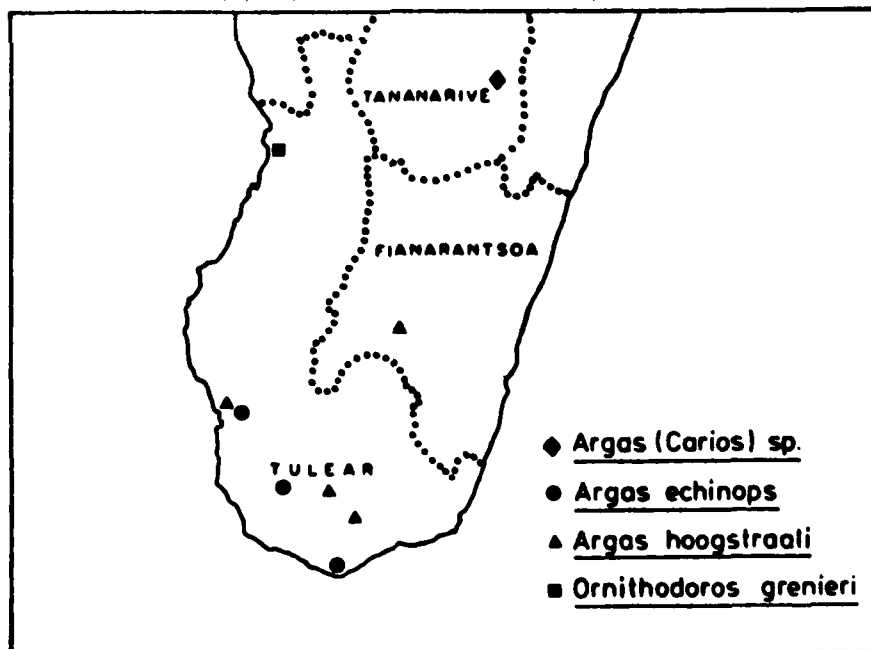 TANANARIVE
FIANARANTSOA
TULEAR
Argas (Carios) sp.
Argas echinops
Argas hoogstraali
Ornithodoros grenieri